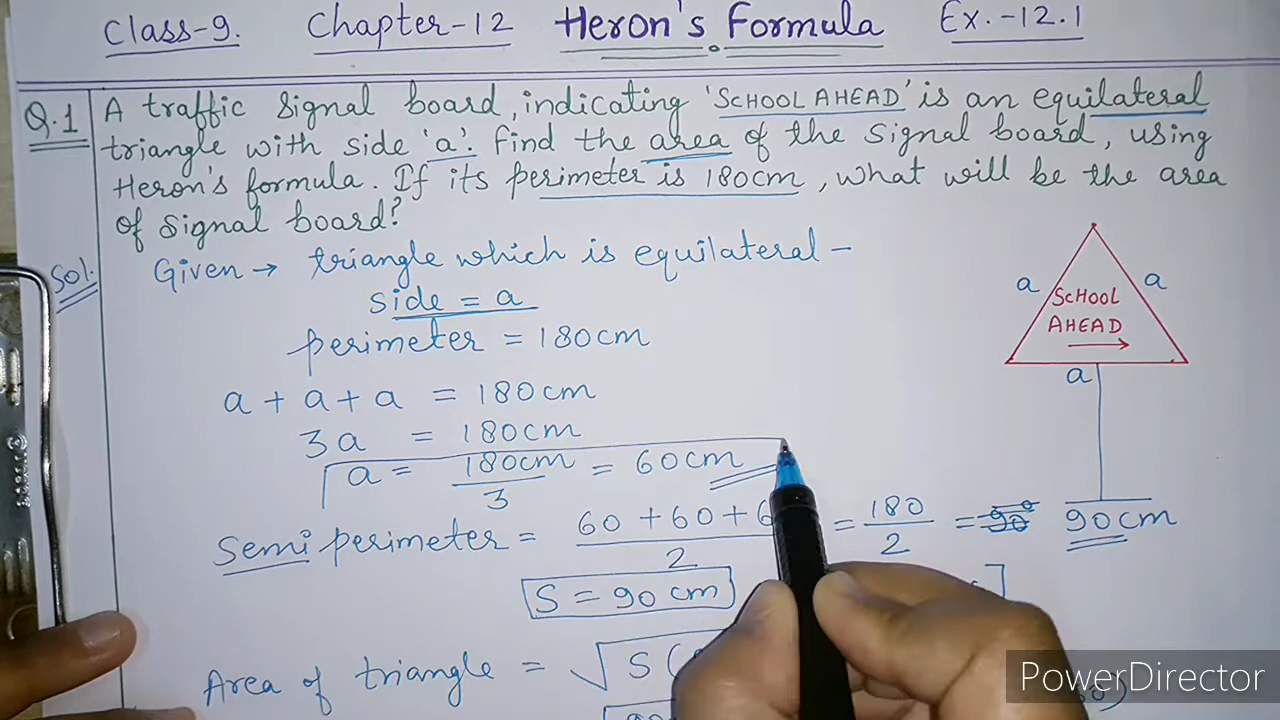 Class-9. Chapter-12 Heron's Formula Ex.-12.1
Q.1 A traffic signal board, indicating 'SCHOOL AHEAD' is an equilateral
triangle with side 'a'. Find the area of the signal board, using
Heron's formula. If its perimeter is 180cm, what will be the area
of signal board?
Sol. Given → triangle which is equilateral -
side = a
perimeter = 180cm
a + a + a = 180cm
3a = 180cm
a = 180cm/3 = 60cm
Semi perimeter = 60 + 60 + 6 /2 = 180/2 = 90cm
S = 90cm
Area of triangle = √S(
a
a
SCHOOL
AHEAD
a
PowerDirector